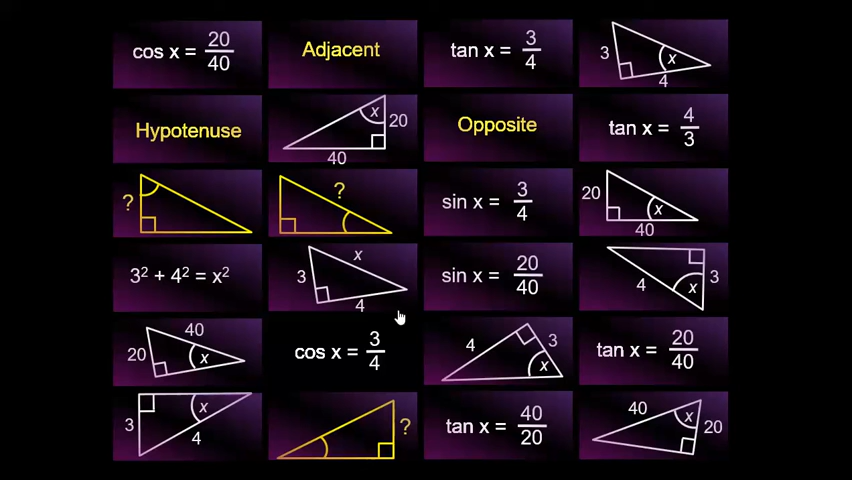 cos x = 20/40
Adjacent
tan x = 3/4
3
x
4
Hypotenuse
x
20
40
Opposite
tan x = 4/3
?
?
sin x = 3/4
20
x
40
3² + 4² = x²
x
3
4
sin x = 20/40
3
4
x
40
20
x
cos x = 3/4
4
3
x
tan x = 20/40
3
x
4
?
tan x = 40/20
40
x
20